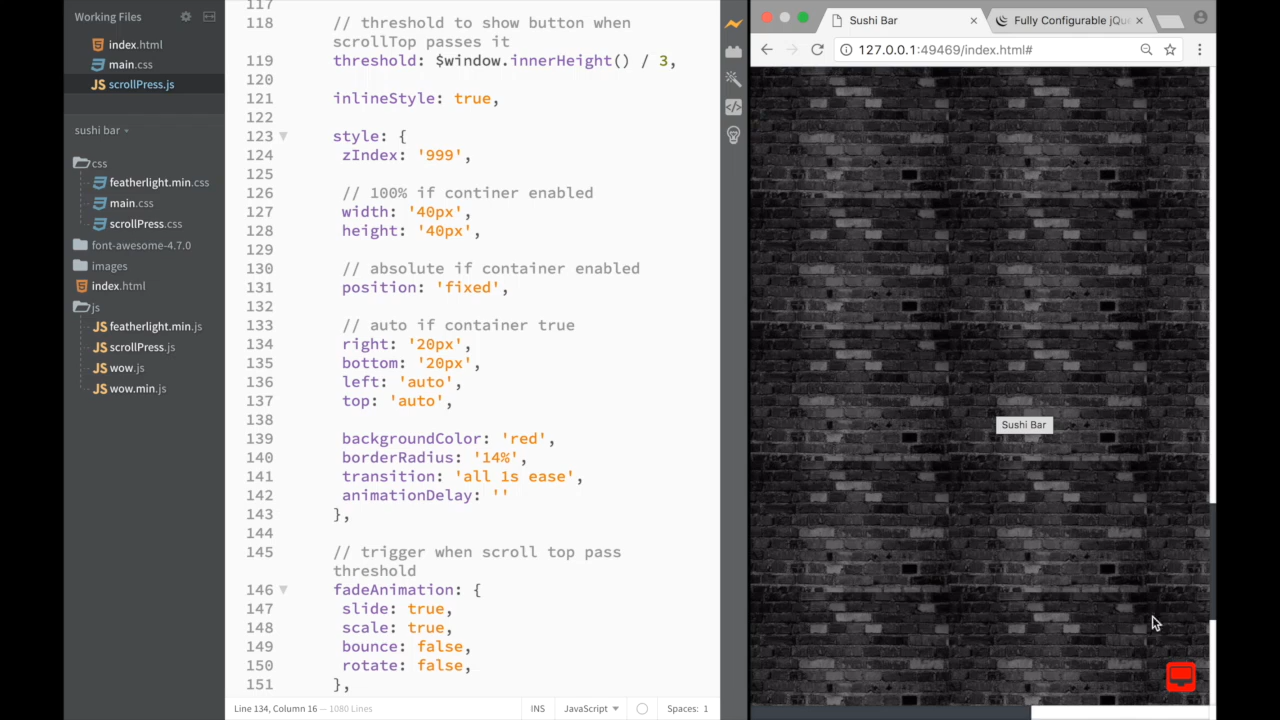 Working Files
index.html
main.css
JS scrollPress.js
sushi bar
css
featherlight.min.css
main.css
scrollPress.css
font-awesome-4.7.0
images
index.html
js
JS featherlight.min.js
JS scrollPress.js
JS wow.js
JS wow.min.js
117
118 // threshold to show button when
scrollTop passes it
119 threshold: $window.innerHeight() / 3,
120
121 inlineStyle: true,
122
123 style: {
124 zIndex: '999',
125
126 // 100% if continer enabled
127 width: '40px',
128 height: '40px',
129
130 // absolute if container enabled
131 position: 'fixed',
132
133 // auto if container true
134 right: '20px',
135 bottom: '20px',
136 left: 'auto',
137 top: 'auto',
138
139 backgroundColor: 'red',
140 borderRadius: '14%',
141 transition: 'all 1s ease',
142 animationDelay: ''
143 },
144
145 // trigger when scroll top pass
threshold
146 fadeAnimation: {
147 slide: true,
148 scale: true,
149 bounce: false,
150 rotate: false,
151 },
Line 134, Column 16 — 1080 Lines
INS
JavaScript
Spaces: 1
Sushi Bar
Fully Configurable jQue
127.0.0.1:49469/index.html#
Sushi Bar